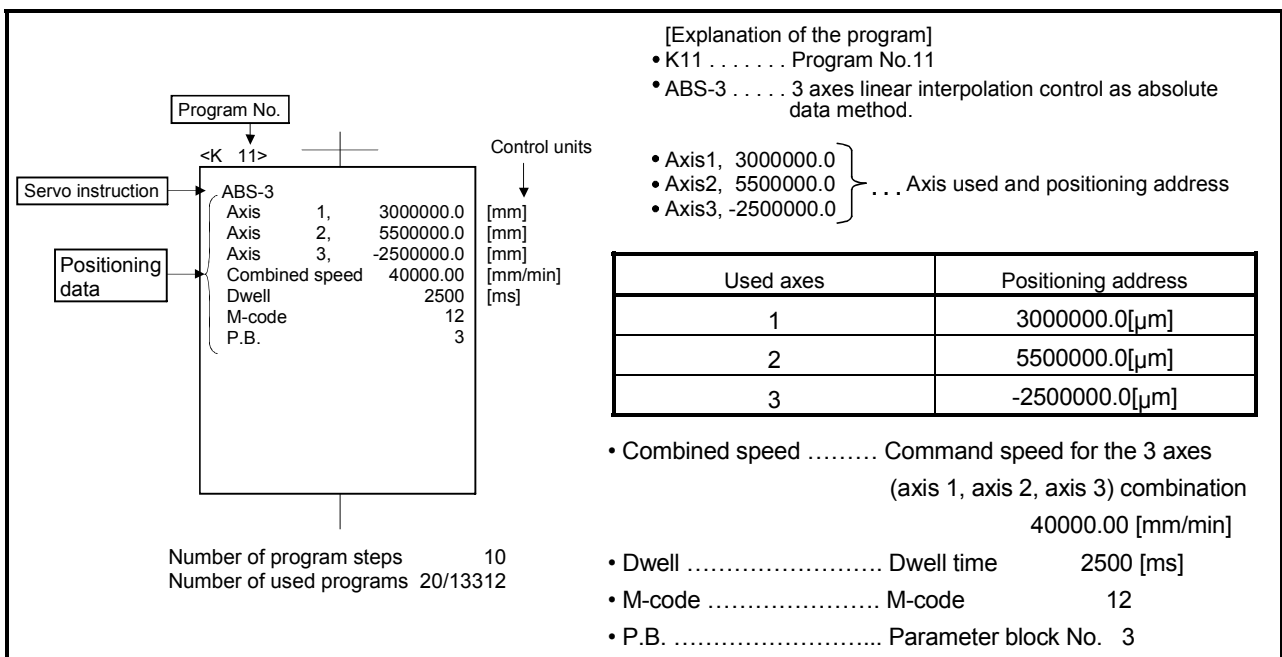 Program No.
<K 11>
Control units
Servo instruction
Positioning
data
ABS-3
Axis 1, 3000000.0 [mm]
Axis 2, 5500000.0 [mm]
Axis 3, -2500000.0 [mm]
Combined speed 40000.00 [mm/min]
Dwell 2500 [ms]
M-code 12
P.B. 3
Number of program steps 10
Number of used programs 20/13312
[Explanation of the program]
• K11 . . . . . . . Program No.11
• ABS-3 . . . . . 3 axes linear interpolation control as absolute
data method.
• Axis1, 3000000.0
• Axis2, 5500000.0 . . . Axis used and positioning address
• Axis3, -2500000.0
Used axes Positioning address
1 3000000.0[μm]
2 5500000.0[μm]
3 -2500000.0[μm]
• Combined speed ……… Command speed for the 3 axes
(axis 1, axis 2, axis 3) combination
40000.00 [mm/min]
• Dwell ……………………. Dwell time 2500 [ms]
• M-code …………………. M-code 12
• P.B. ……………………... Parameter block No. 3